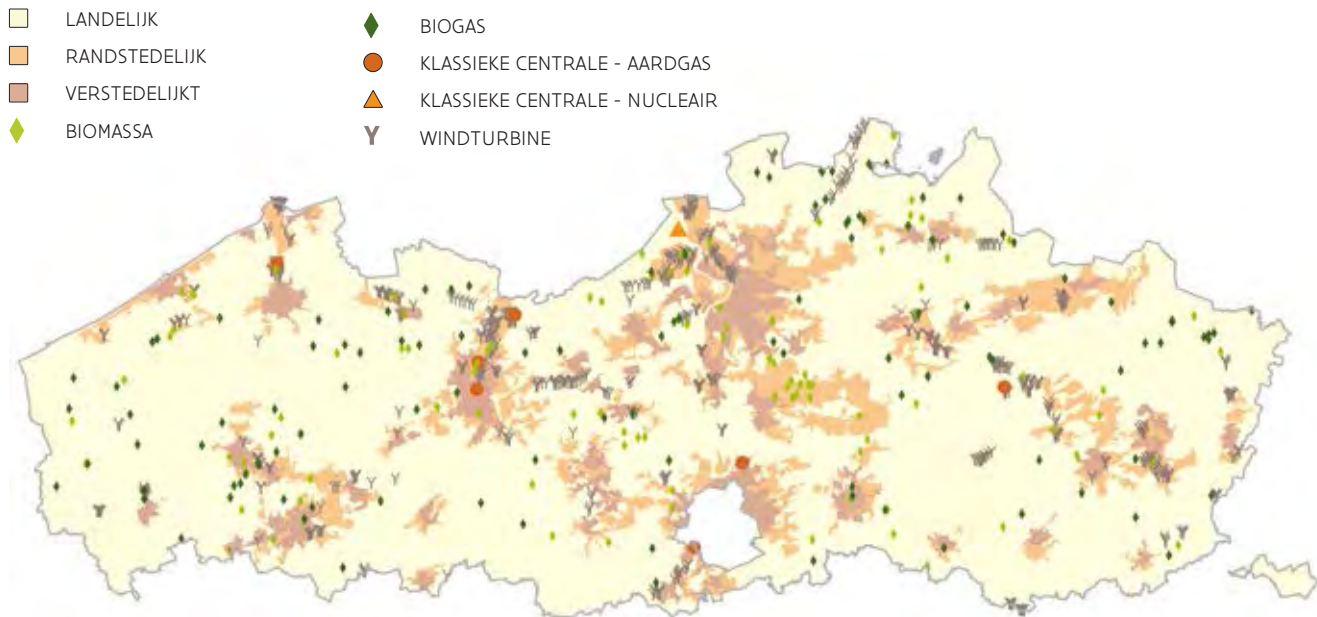 LANDELIJK
RANDSTEDELIJK
VERSTEDELIJKT
BIOMASSA
BIOGAS
KLASSIEKE CENTRALE - AARDGAS
KLASSIEKE CENTRALE - NUCLEAIR
WINDTURBINE